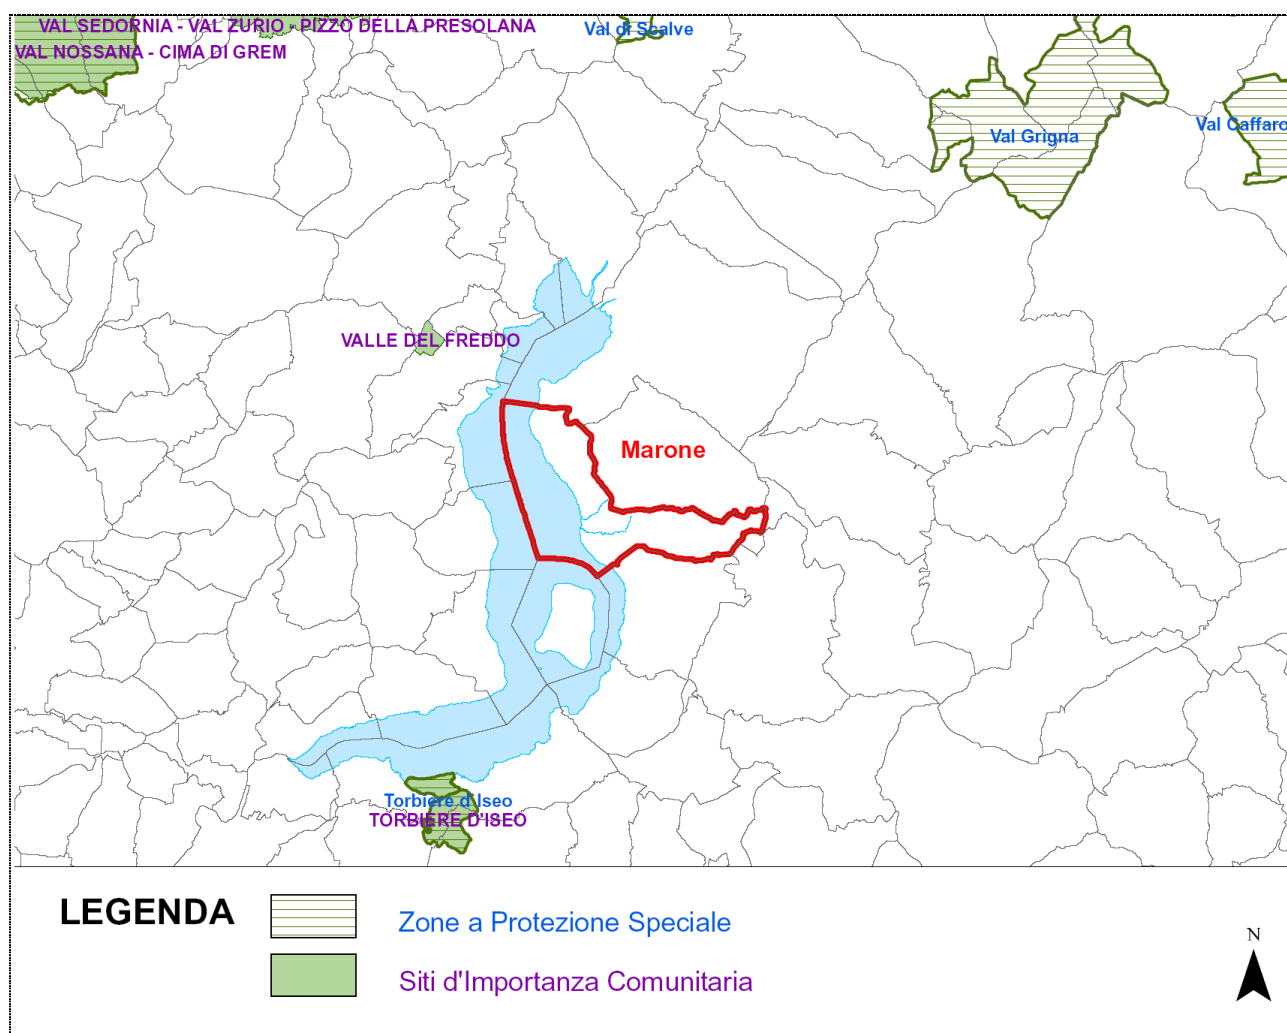 VAL SEDORNIA - VAL ZURIO - PIZZO DELLA PRESOLANA
Val di Scalve
VAL NOSSANA - CIMA DI GREM
Val Caffaro
Val Grigna
VALLE DEL FREDDO
Marone
Torbiere d'Iseo
TORBIERE D'ISEO
LEGENDA
Zone a Protezione Speciale
Siti d'Importanza Comunitaria
N